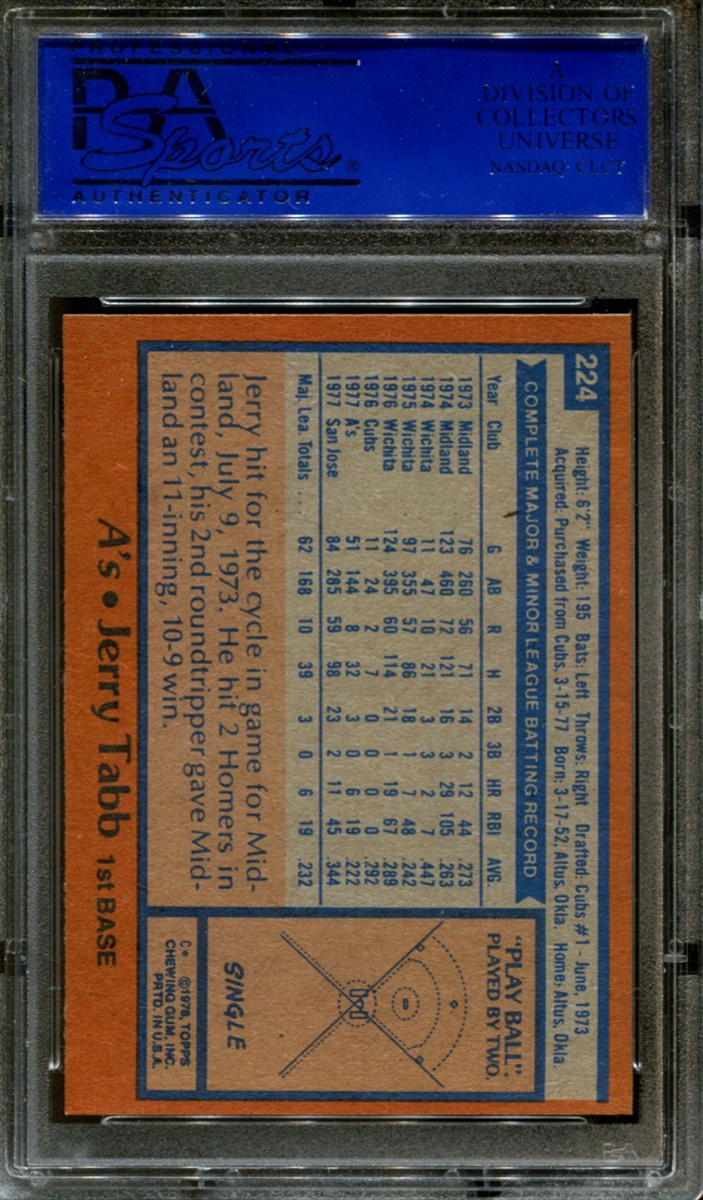 PROFESSIONAL
PSA
Sports®
AUTHENTICATOR
A
DIVISION OF
COLLECTORS
UNIVERSE
NASDAQ: CLCT
224
Height: 6'2" Weight: 195 Bats: Left Throws: Right Drafted: Cubs #1 - June, 1973
Acquired: Purchased from Cubs, 3-15-77 Born: 3-17-52, Altus, Okla. Home: Altus, Okla.
COMPLETE MAJOR & MINOR LEAGUE BATTING RECORD
Year Club G AB R H 2B 3B HR RBI AVG.
1973 Midland 76 260 56 71 14 2 12 44 .273
1974 Midland 123 460 72 121 16 3 29 105 .263
1974 Wichita 11 47 10 21 3 3 2 7 .447
1975 Wichita 97 355 57 86 18 1 7 48 .242
1976 Wichita 124 395 60 114 21 1 19 67 .289
1976 Cubs 11 24 2 7 0 0 0 0 .292
1977 A's 51 144 8 32 3 0 6 19 .222
1977 San Jose 84 285 59 98 23 2 11 45 .344
Maj. Lea. Totals .... 62 168 10 39 3 0 6 19 .232
Jerry hit for the cycle in game for Mid-
land, July 9, 1973. He hit 2 Homers in
contest, his 2nd roundtripper gave Mid-
land an 11-inning, 10-9 win.
"PLAY BALL":
PLAYED BY TWO.
SINGLE
A's • Jerry Tabb 1st BASE
C* ©1978, TOPPS
CHEWING GUM, INC.
PRTD. IN U.S.A.